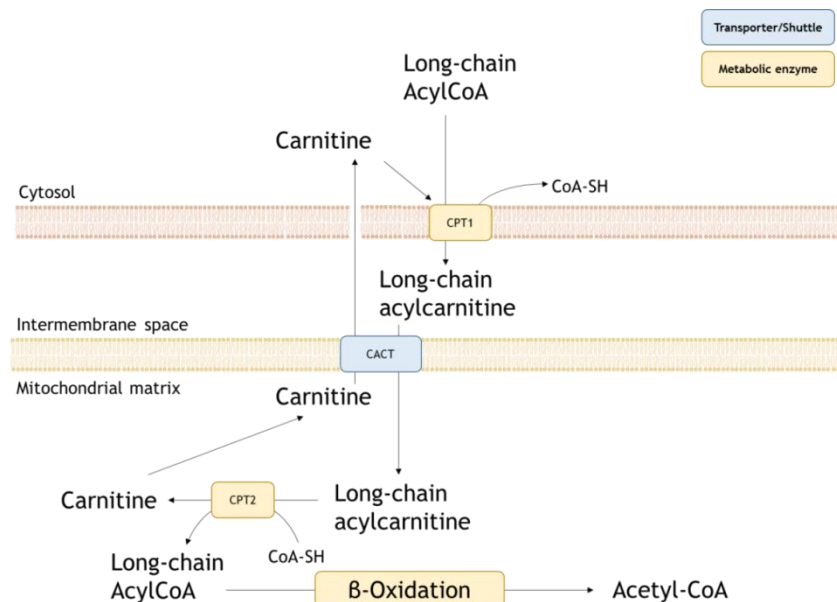 Transporter/Shuttle
Metabolic enzyme
Long-chain
AcylCoA
Carnitine
CoA-SH
Cytosol
CPT1
Long-chain
acylcarnitine
Intermembrane space
CACT
Mitochondrial matrix
Carnitine
Carnitine
CPT2
Long-chain
acylcarnitine
CoA-SH
Long-chain
AcylCoA
β-Oxidation
Acetyl-CoA